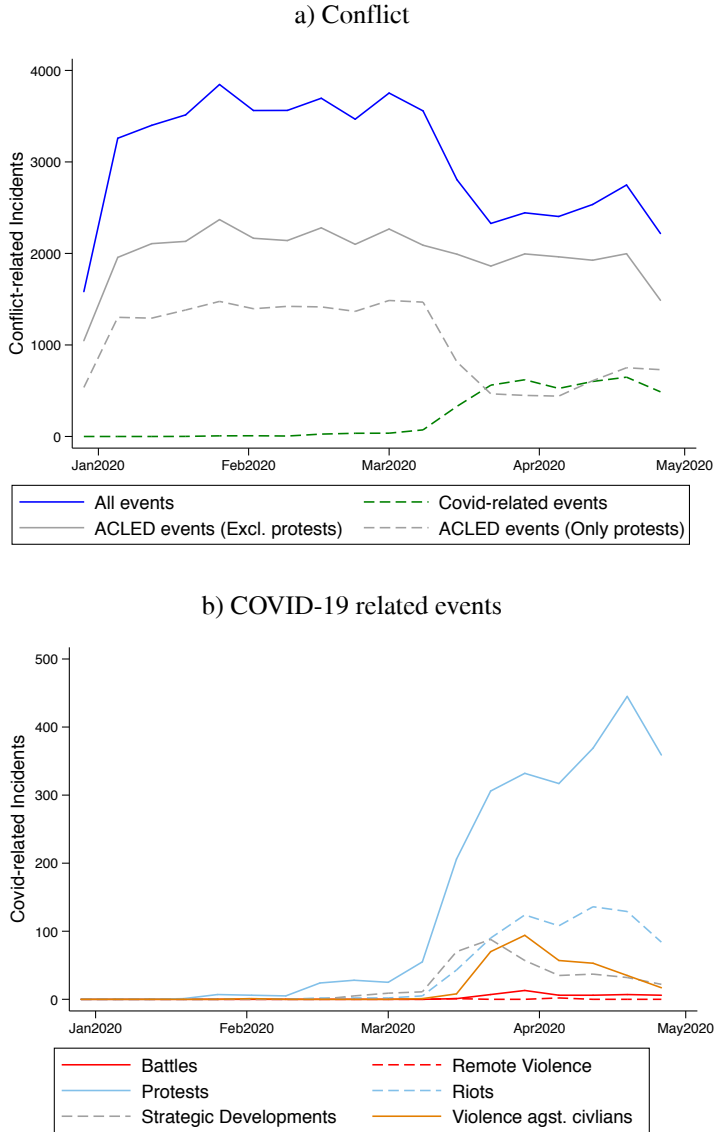 a) Conflict
4000
3000
2000
1000
0
Conflict-related Incidents
Jan2020 Feb2020 Mar2020 Apr2020 May2020
All events Covid-related events
ACLED events (Excl. protests) ACLED events (Only protests)
b) COVID-19 related events
500
400
300
200
100
0
Covid-related Incidents
Jan2020 Feb2020 Mar2020 Apr2020 May2020
Battles Remote Violence
Protests Riots
Strategic Developments Violence agst. civlians